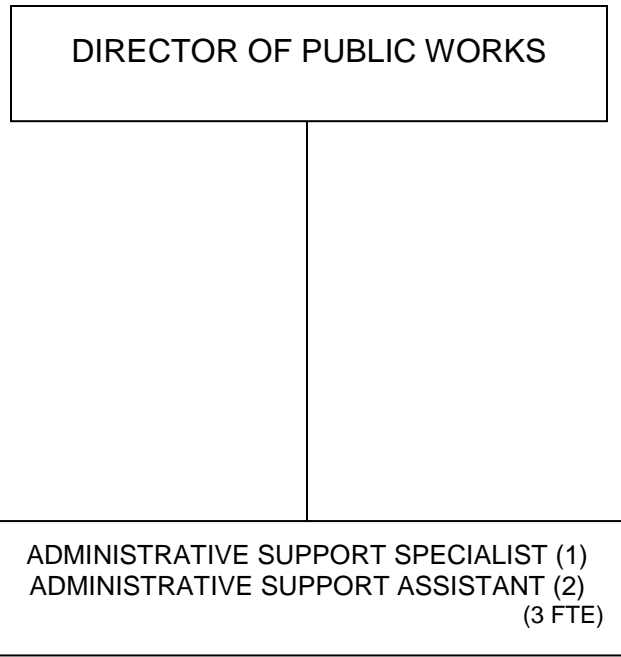 DIRECTOR OF PUBLIC WORKS
ADMINISTRATIVE SUPPORT SPECIALIST (1)
ADMINISTRATIVE SUPPORT ASSISTANT (2)
(3 FTE)